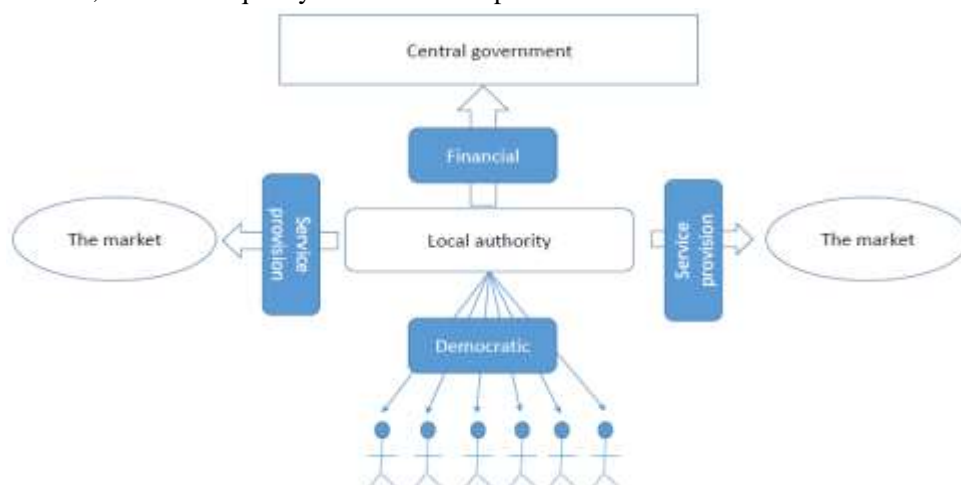 Central government
Financial
The market
Service
provision
Local authority
Service
provision
The market
Democratic